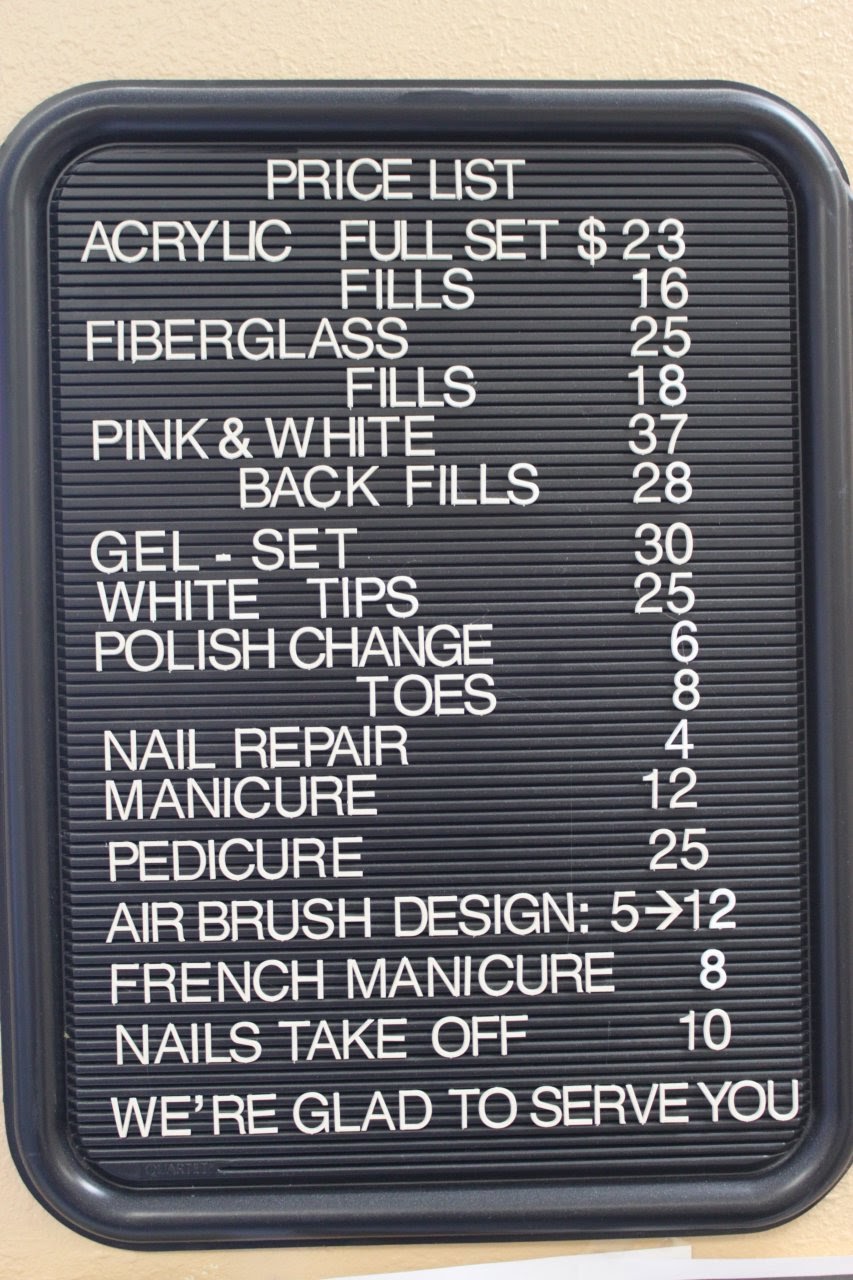 PRICE LIST
ACRYLIC FULL SET $ 23
FILLS 16
FIBERGLASS 25
FILLS 18
PINK & WHITE 37
BACK FILLS 28
GEL - SET 30
WHITE TIPS 25
POLISH CHANGE 6
TOES 8
NAIL REPAIR 4
MANICURE 12
PEDICURE 25
AIR BRUSH DESIGN: 5→12
FRENCH MANICURE 8
NAILS TAKE OFF 10
WE'RE GLAD TO SERVE YOU
QUARTET